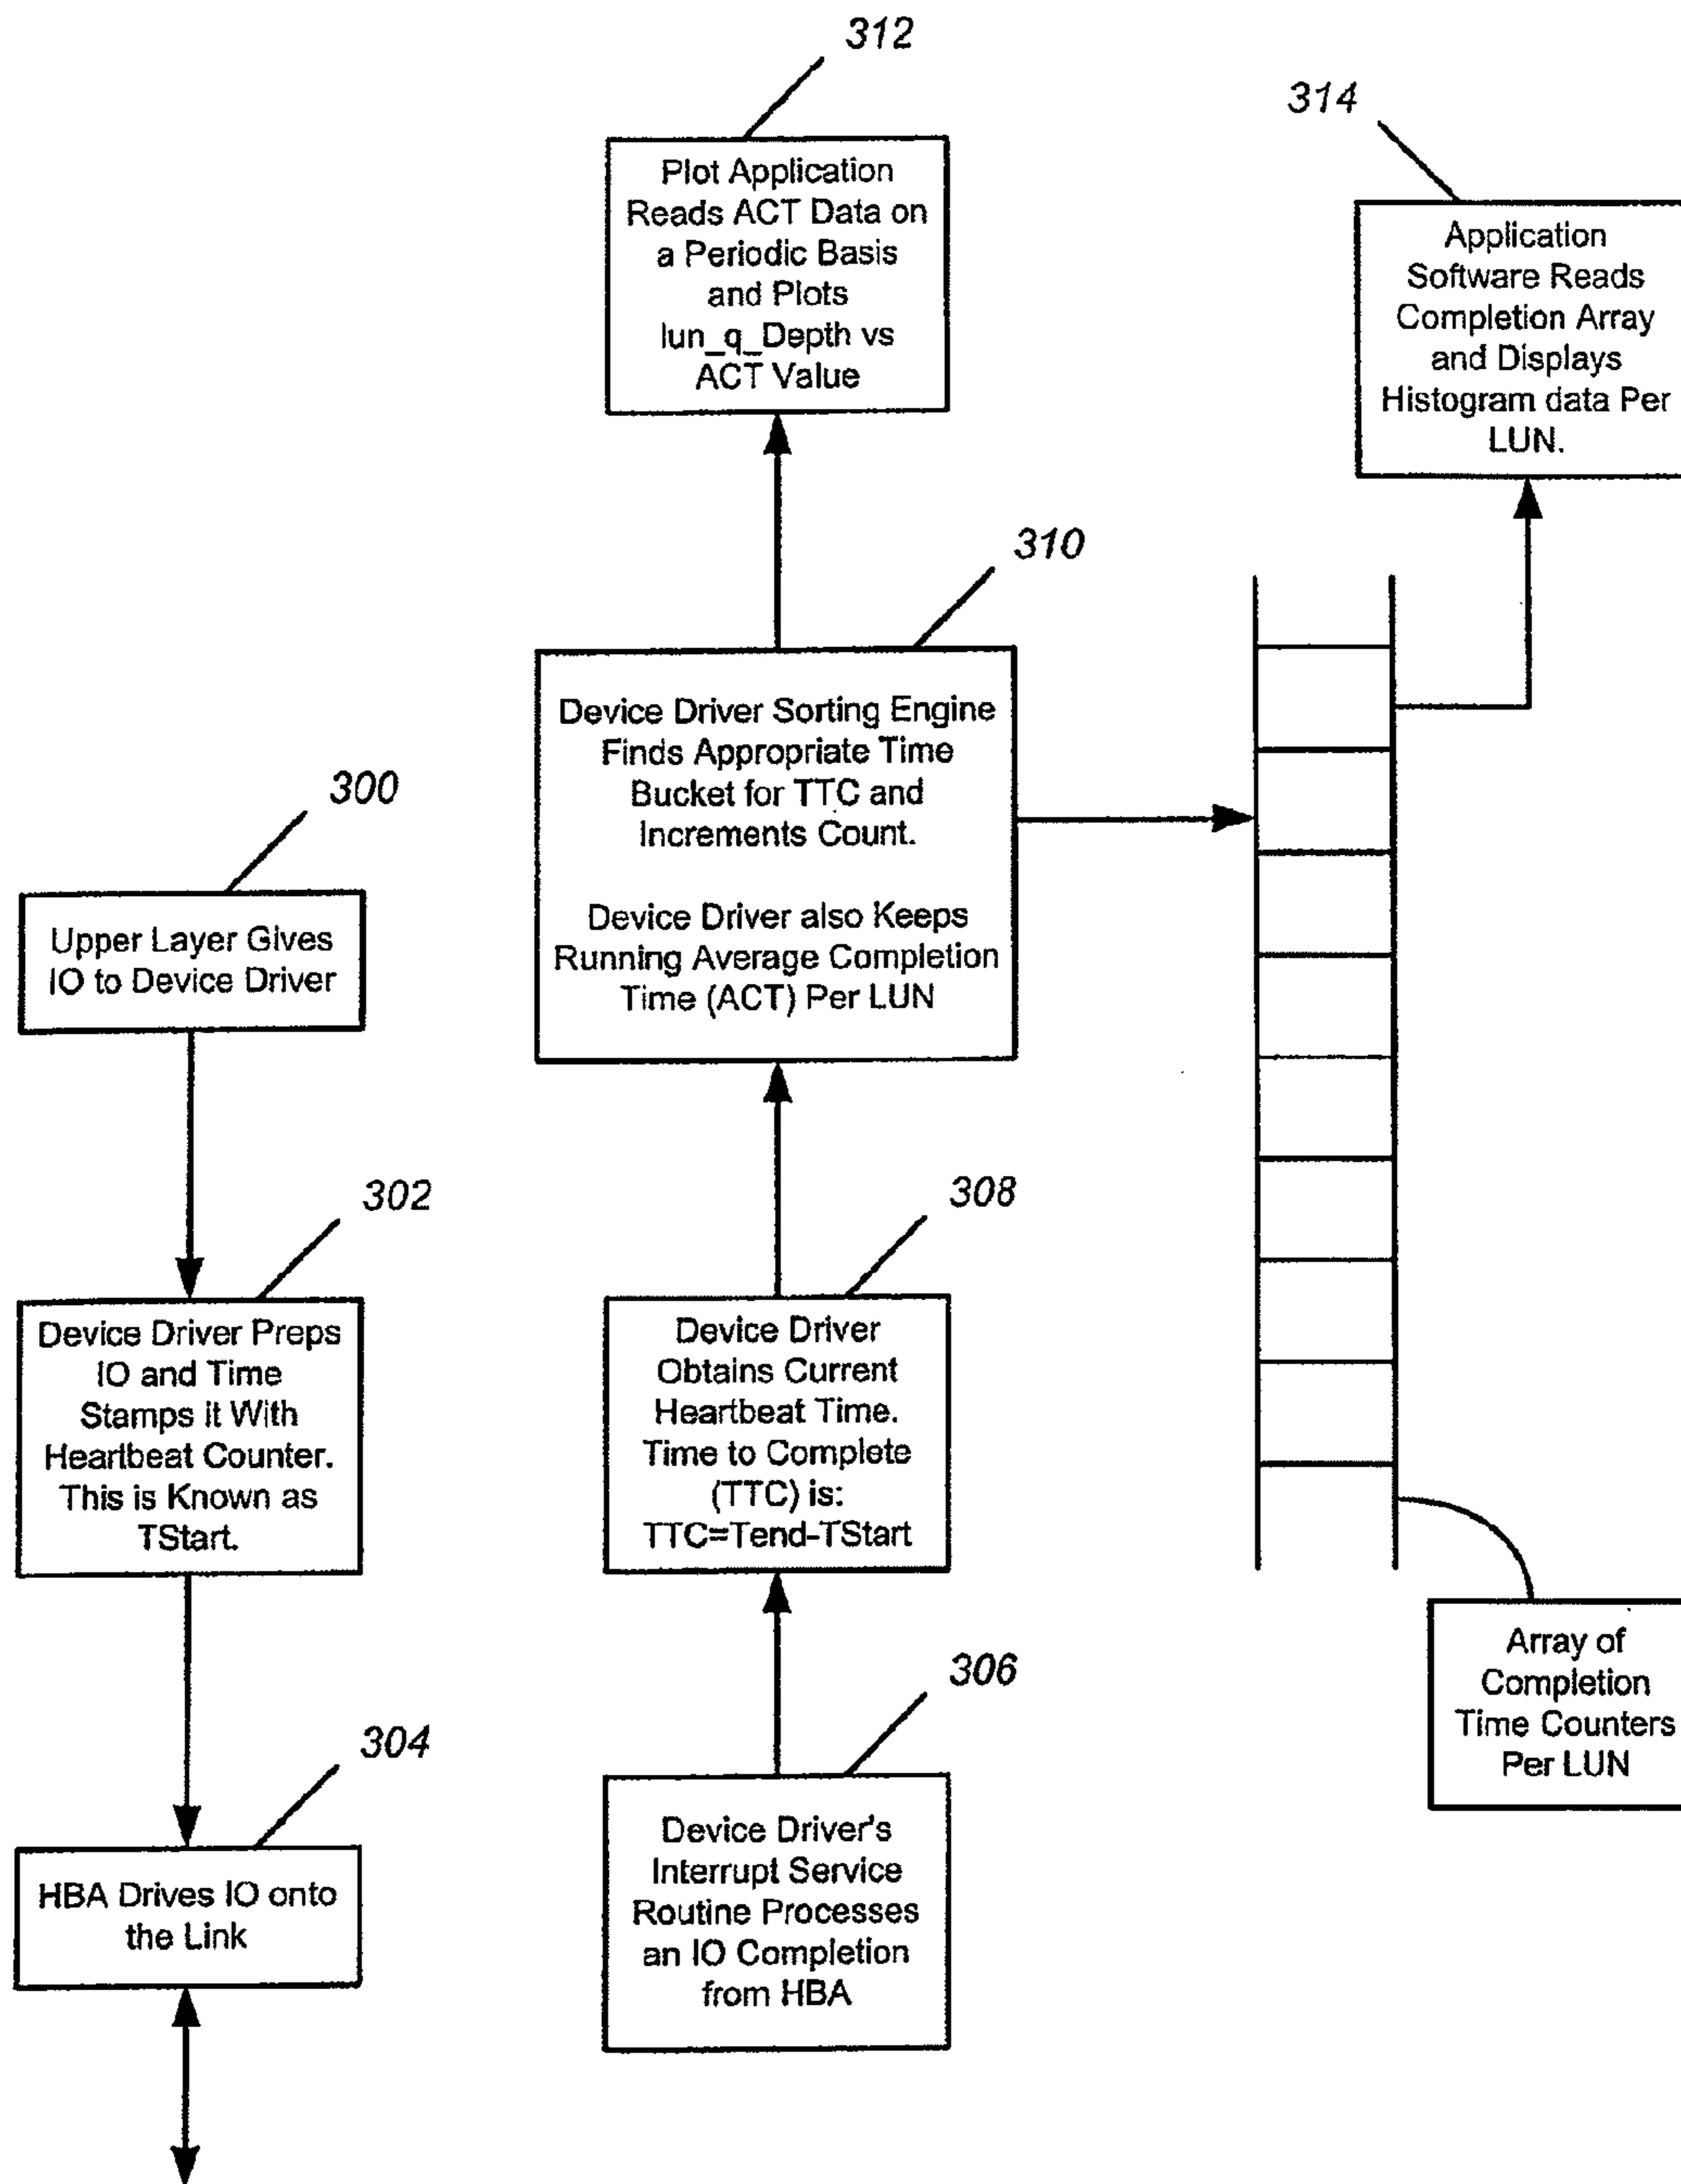 312
Plot Application
Reads ACT Data on
a Periodic Basis
and Plots
lun_q_Depth vs
ACT Value
314
Application
Software Reads
Completion Array
and Displays
Histogram data Per
LUN.
310
Device Driver Sorting Engine
Finds Appropriate Time
Bucket for TTC and
Increments Count.
Device Driver also Keeps
Running Average Completion
Time (ACT) Per LUN
300
Upper Layer Gives
IO to Device Driver
302
Device Driver Preps
IO and Time
Stamps it With
Heartbeat Counter.
This is Known as
TStart.
308
Device Driver
Obtains Current
Heartbeat Time.
Time to Complete
(TTC) is:
TTC=Tend-TStart
304
HBA Drives IO onto
the Link
306
Device Driver's
Interrupt Service
Routine Processes
an IO Completion
from HBA
Array of
Completion
Time Counters
Per LUN